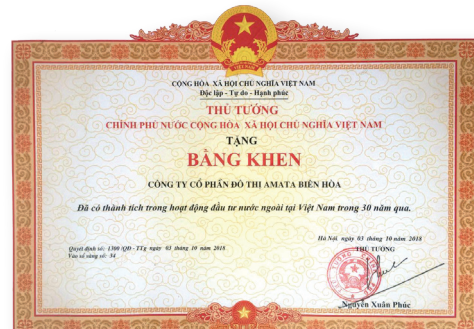 CỘNG HÒA XÃ HỘI CHỦ NGHĨA VIỆT NAM
Độc lập - Tự do - Hạnh phúc
THỦ TƯỚNG
CHÍNH PHỦ NƯỚC CỘNG HÒA XÃ HỘI CHỦ NGHĨA VIỆT NAM
TẶNG
BẰNG KHEN
CÔNG TY CỔ PHẦN ĐÔ THỊ AMATA BIÊN HÒA
Đã có thành tích trong hoạt động đầu tư nước ngoài tại Việt Nam trong 30 năm qua.
Hà Nội, ngày 03 tháng 10 năm 2018
Quyết định số: 1300 /QĐ - TTg ngày 03 tháng 10 năm 2018
THỦ TƯỚNG
Vào sổ vàng số: 34
Nguyễn Xuân Phúc